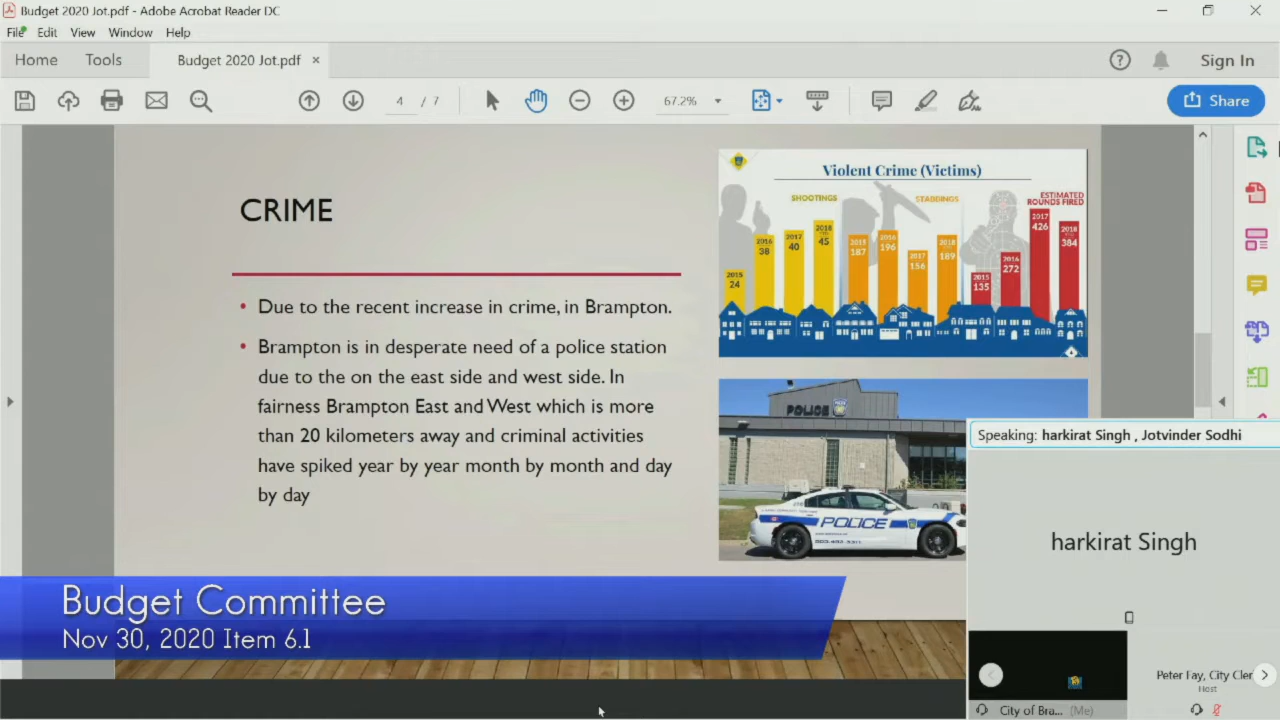 Budget 2020 Jot.pdf - Adobe Acrobat Reader DC
File Edit View Window Help
Home Tools Budget 2020 Jot.pdf × Sign In
4 / 7 67.2% Share
CRIME
• Due to the recent increase in crime, in Brampton.
• Brampton is in desperate need of a police station
due to the on the east side and west side. In
fairness Brampton East and West which is more
than 20 kilometers away and criminal activities
have spiked year by year month by month and day
by day
Violent Crime (Victims)
SHOOTINGS
2015
24
2016
38
2017
40
2018
45
STABBINGS
2015
187
2016
196
2017
156
2018
189
ESTIMATED
ROUNDS FIRED
2015
135
2016
272
2017
426
2018
384
POLICE
POLICE
Speaking: harkirat Singh , Jotvinder Sodhi
harkirat Singh
City of Bra... (Me)
Peter Fay, City Cler
Host
Budget Committee
Nov 30, 2020 Item 6.1